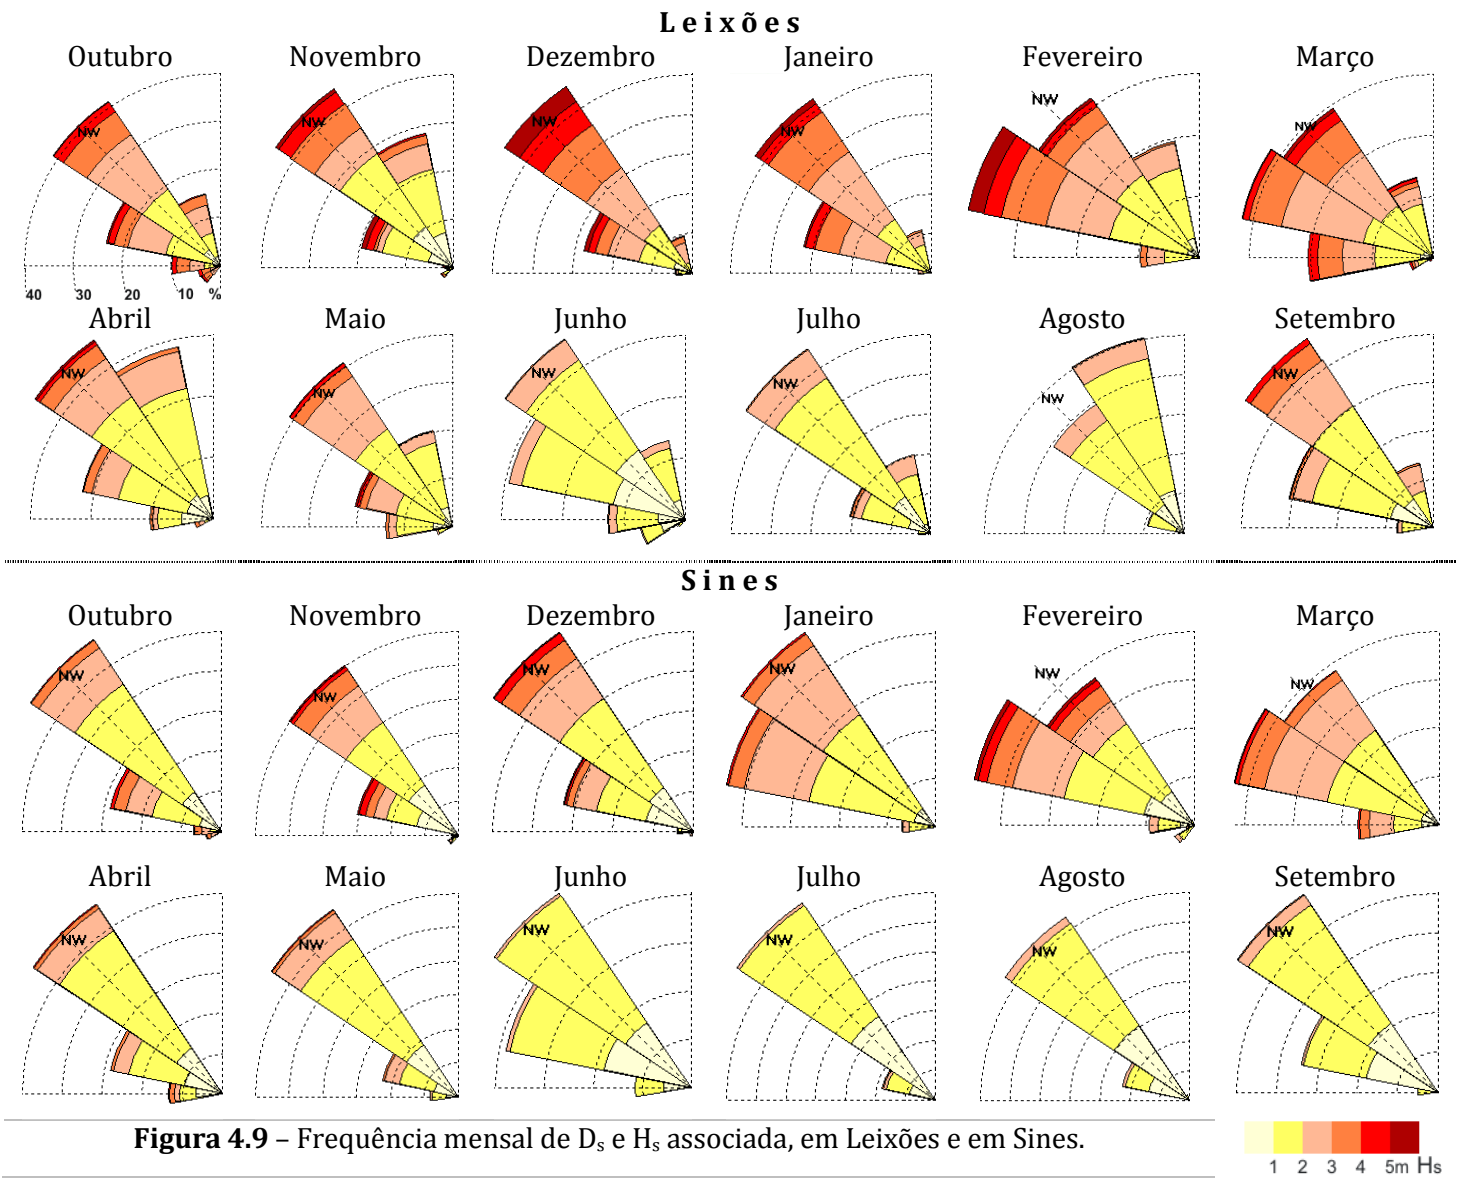 Leixões
Outubro Novembro Dezembro Janeiro Fevereiro Março
NW NW NW NW NW NW
40 30 20 10 %
Abril Maio Junho Julho Agosto Setembro
NW NW NW NW NW NW
Sines
Outubro Novembro Dezembro Janeiro Fevereiro Março
NW NW NW NW NW NW
Abril Maio Junho Julho Agosto Setembro
NW NW NW NW NW NW
Figura 4.9 – Frequência mensal de Ds e Hs associada, em Leixões e em Sines.
1 2 3 4 5m Hs